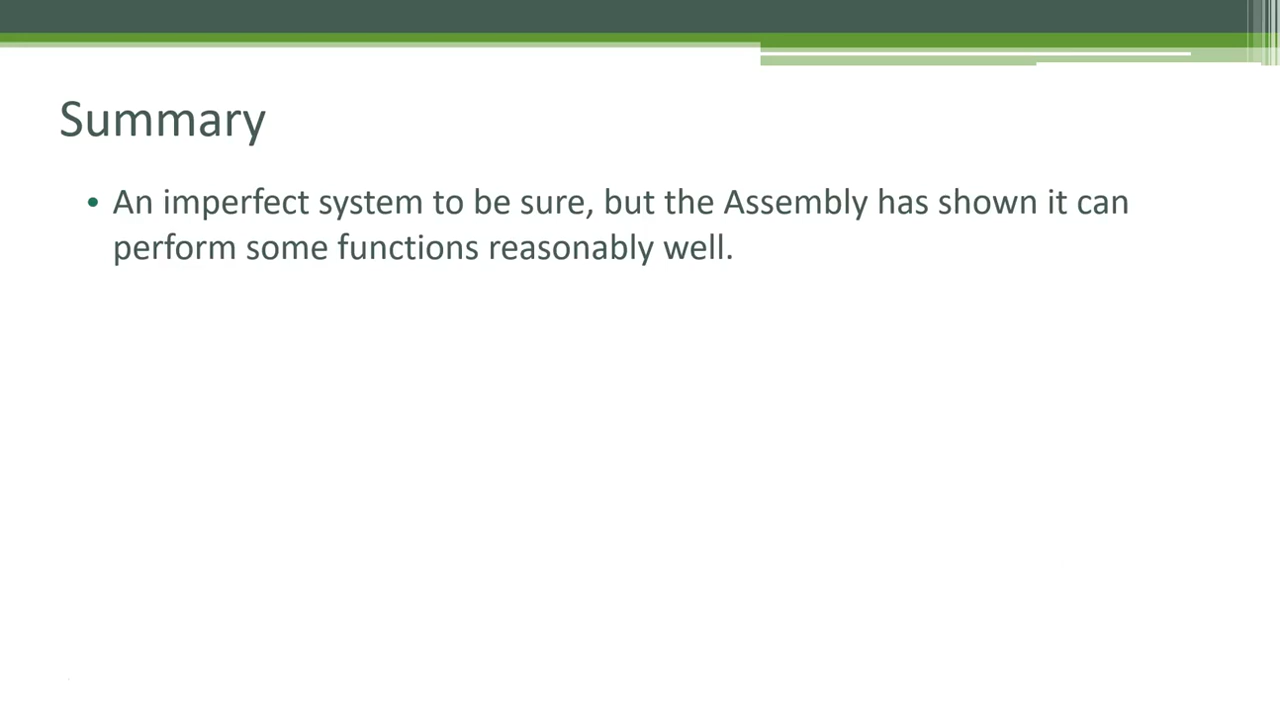 Summary
• An imperfect system to be sure, but the Assembly has shown it can
perform some functions reasonably well.